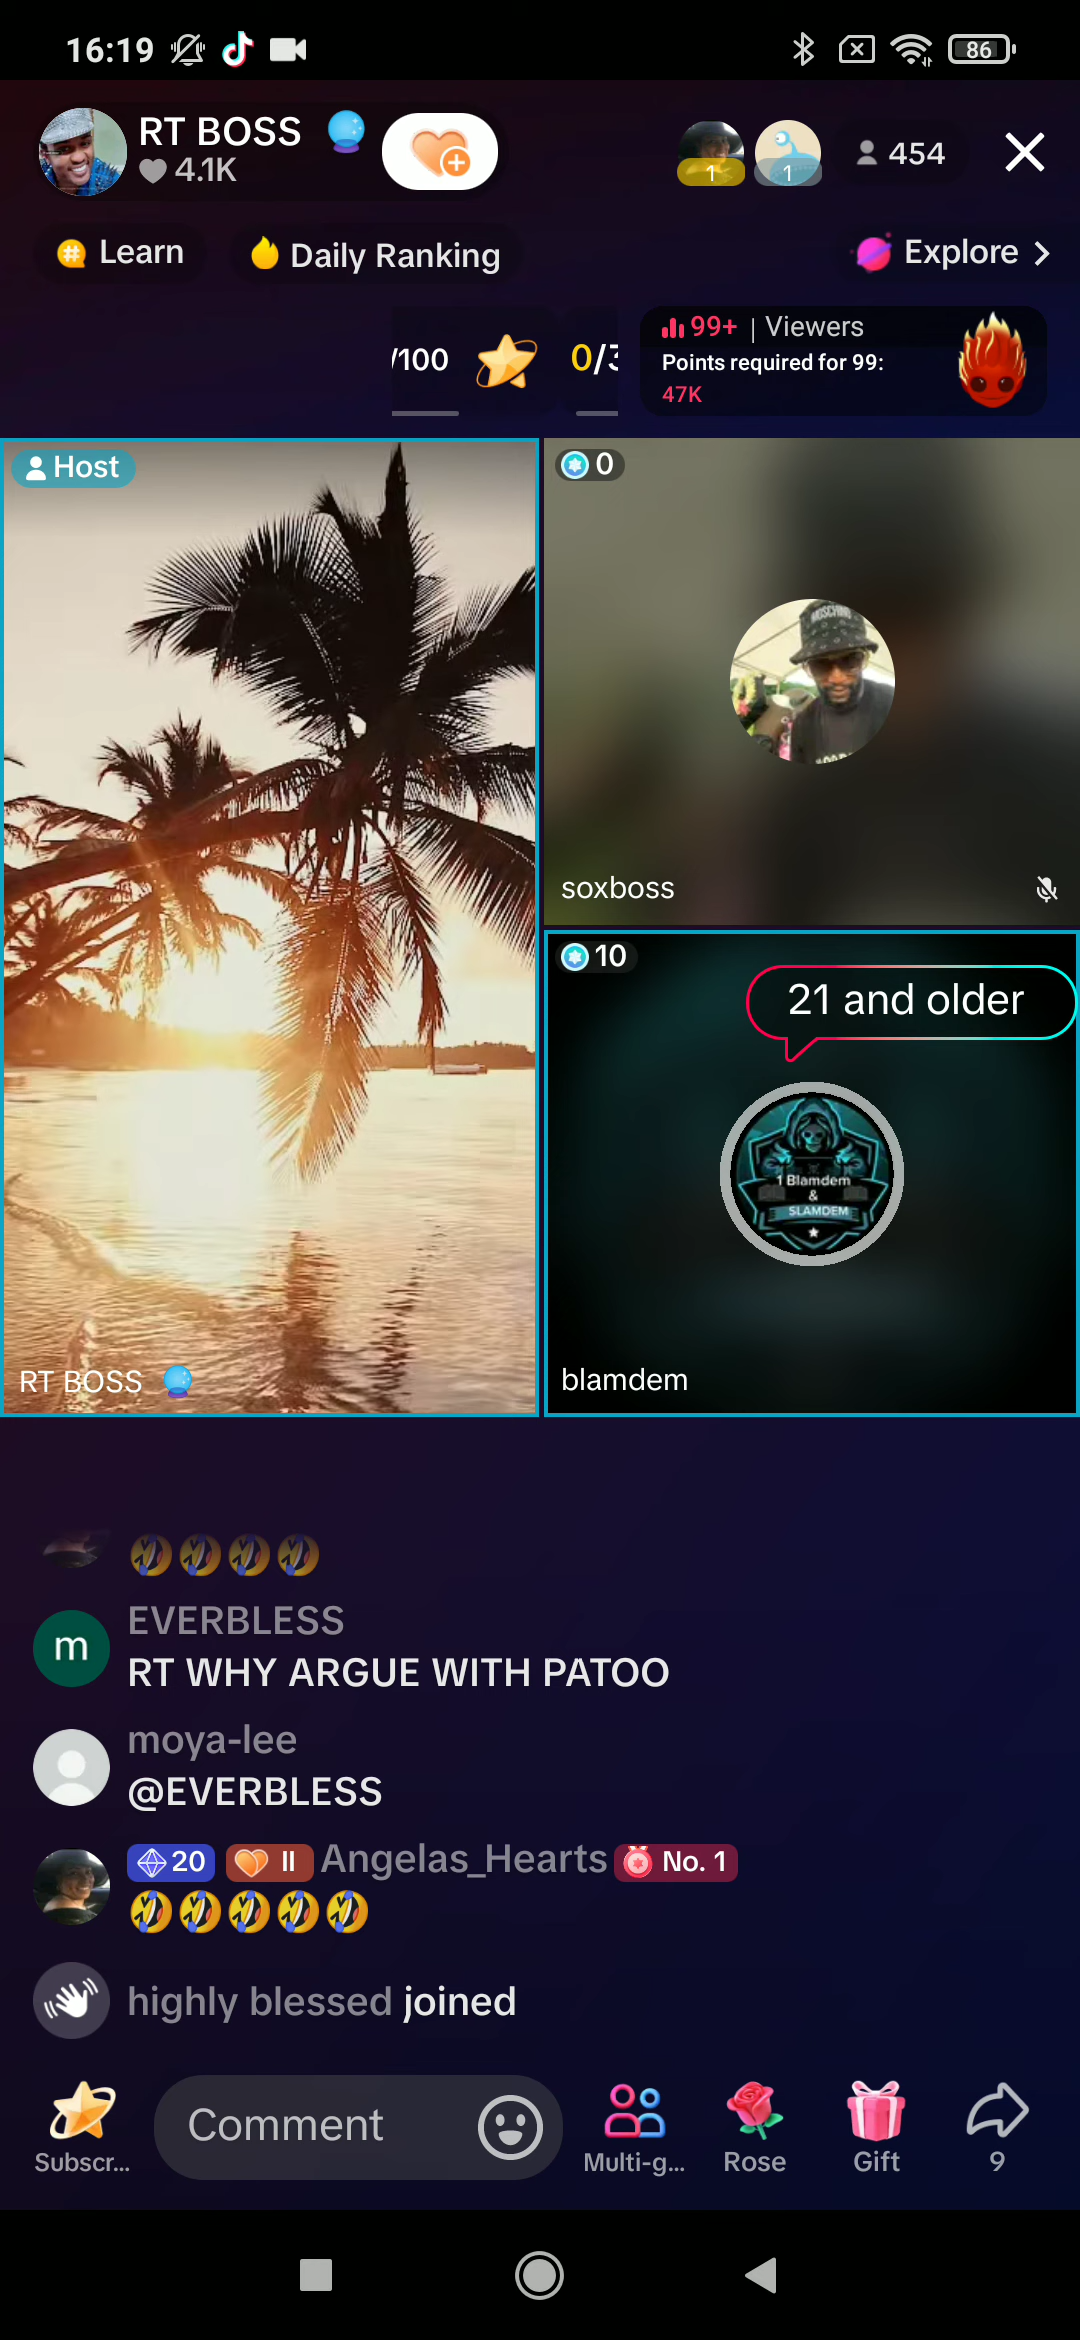 16:19
86
RT BOSS
4.1K
1
1
454
Learn
Daily Ranking
Explore
/100
0/3
99+ | Viewers
Points required for 99:
47K
Host
0
MOSCHINO
soxboss
10
21 and older
1 Blamdem
&
SLAMDEM
blamdem
RT BOSS
EVERBLESS
m
RT WHY ARGUE WITH PATOO
moya-lee
@EVERBLESS
20 II Angelas_Hearts No. 1
highly blessed joined
Comment
Subscr...
Multi-g...
Rose
Gift
9